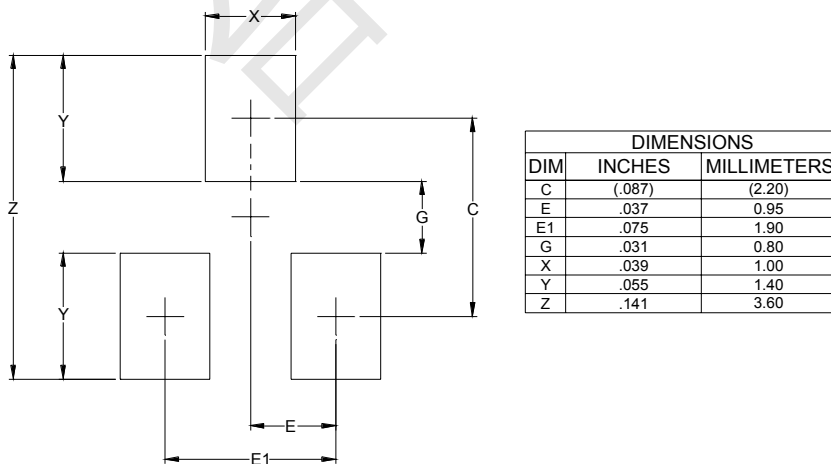 X
Y
Z
G
C
Y
E
E1
DIMENSIONS
DIM INCHES MILLIMETERS
C (.087) (2.20)
E .037 0.95
E1 .075 1.90
G .031 0.80
X .039 1.00
Y .055 1.40
Z .141 3.60